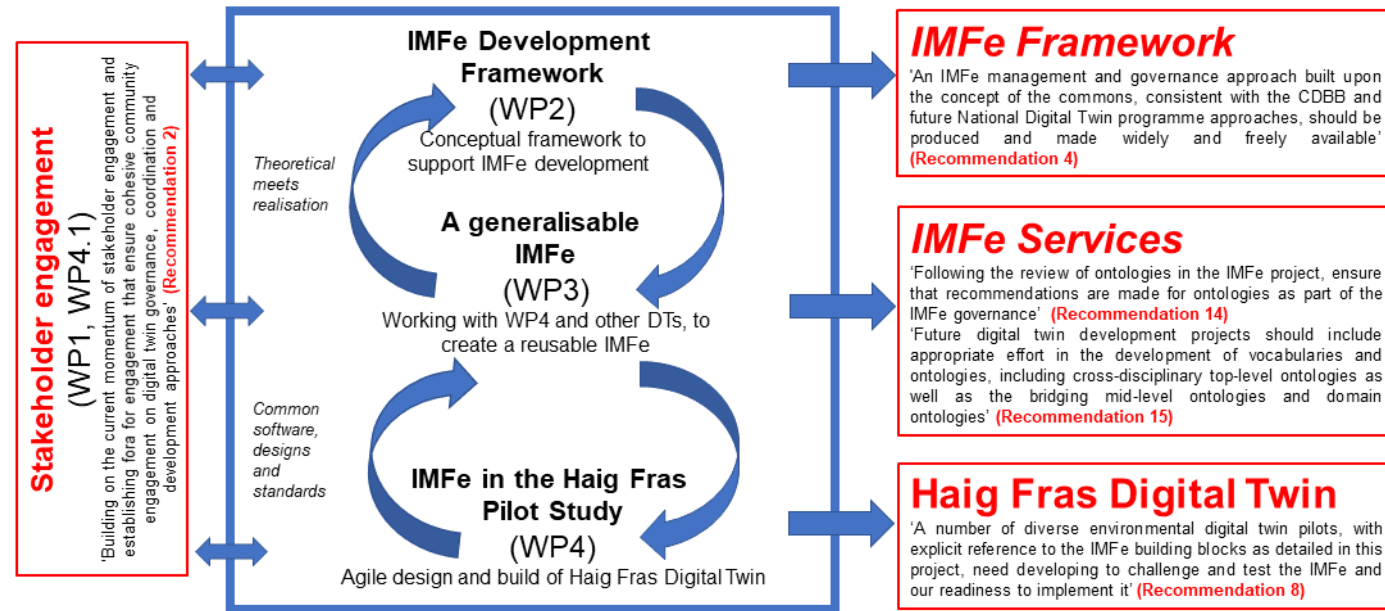 Stakeholder engagement
(WP1, WP4.1)
'Building on the current momentum of stakeholder engagement and
establishing fora for engagement that ensure cohesive community
engagement on digital twin governance, coordination and
development approaches' (Recommendation 2)
IMFe Development
Framework
(WP2)
Conceptual framework to
support IMFe development
Theoretical
meets
realisation
A generalisable
IMFe
(WP3)
Working with WP4 and other DTs, to
create a reusable IMFe
Common
software,
designs
and
standards
IMFe in the Haig Fras
Pilot Study
(WP4)
Agile design and build of Haig Fras Digital Twin
IMFe Framework
'An IMFe management and governance approach built upon
the concept of the commons, consistent with the CDBB and
future National Digital Twin programme approaches, should be
produced and made widely and freely available'
(Recommendation 4)
IMFe Services
'Following the review of ontologies in the IMFe project, ensure
that recommendations are made for ontologies as part of the
IMFe governance' (Recommendation 14)
'Future digital twin development projects should include
appropriate effort in the development of vocabularies and
ontologies, including cross-disciplinary top-level ontologies as
well as the bridging mid-level ontologies and domain
ontologies' (Recommendation 15)
Haig Fras Digital Twin
'A number of diverse environmental digital twin pilots, with
explicit reference to the IMFe building blocks as detailed in this
project, need developing to challenge and test the IMFe and
our readiness to implement it' (Recommendation 8)